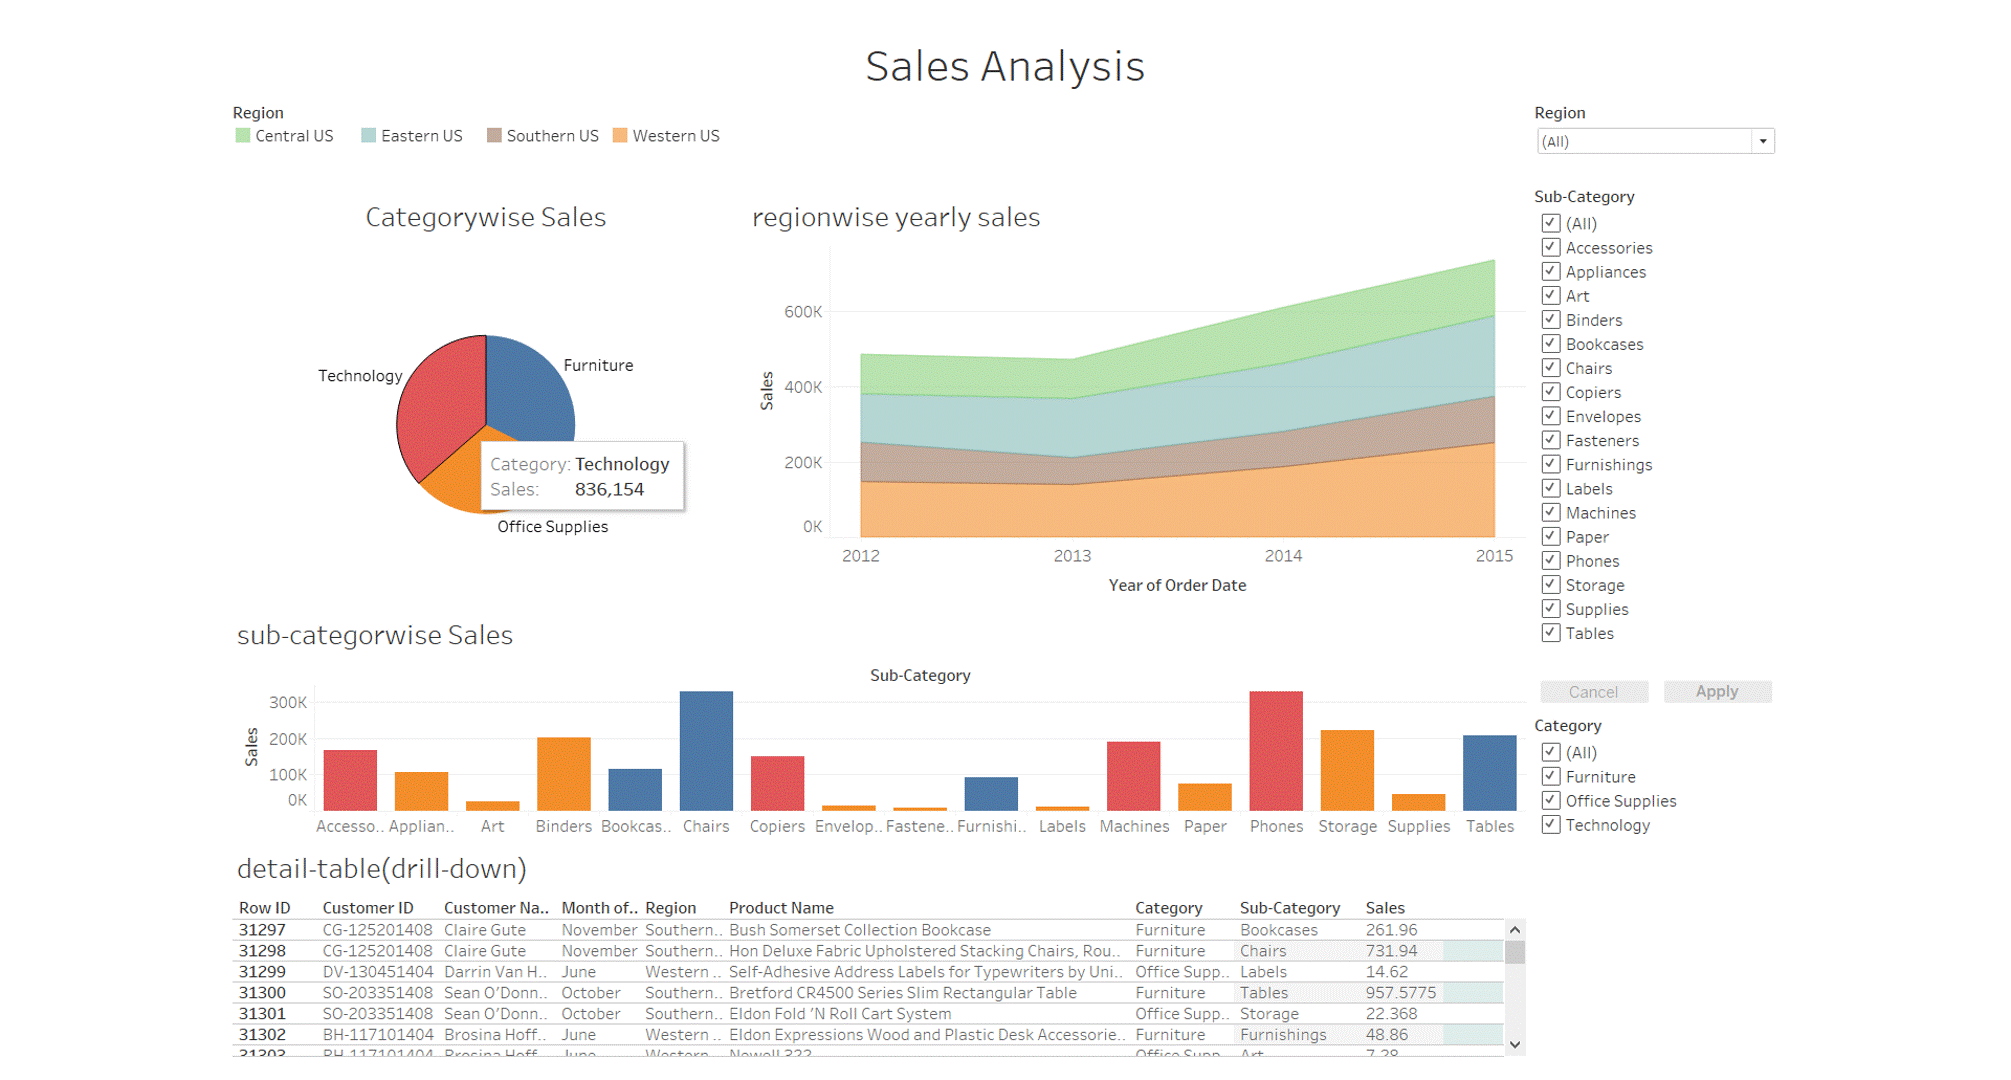 Sales Analysis
Region
Central US Eastern US Southern US Western US
Region
(All)
Categorywise Sales
Technology
Furniture
Office Supplies
Category: Technology
Sales: 836,154
regionwise yearly sales
Sales
600K
400K
200K
0K
2012 2013 2014 2015
Year of Order Date
Sub-Category
(All)
Accessories
Appliances
Art
Binders
Bookcases
Chairs
Copiers
Envelopes
Fasteners
Furnishings
Labels
Machines
Paper
Phones
Storage
Supplies
Tables
Cancel Apply
Category
(All)
Furniture
Office Supplies
Technology
sub-categorwise Sales
Sub-Category
Sales
300K
200K
100K
0K
Accesso.. Applian.. Art Binders Bookcas.. Chairs Copiers Envelop.. Fastene.. Furnishi.. Labels Machines Paper Phones Storage Supplies Tables
detail-table(drill-down)
Row ID Customer ID Customer Na.. Month of.. Region Product Name Category Sub-Category Sales
31297 CG-125201408 Claire Gute November Southern.. Bush Somerset Collection Bookcase Furniture Bookcases 261.96
31298 CG-125201408 Claire Gute November Southern.. Hon Deluxe Fabric Upholstered Stacking Chairs, Rou.. Furniture Chairs 731.94
31299 DV-130451404 Darrin Van H.. June Western .. Self-Adhesive Address Labels for Typewriters by Uni.. Office Supp.. Labels 14.62
31300 SO-203351408 Sean O’Donn.. October Southern.. Bretford CR4500 Series Slim Rectangular Table Furniture Tables 957.5775
31301 SO-203351408 Sean O’Donn.. October Southern.. Eldon Fold ’N Roll Cart System Office Supp.. Storage 22.368
31302 BH-117101404 Brosina Hoff.. June Western .. Eldon Expressions Wood and Plastic Desk Accessorie.. Furniture Furnishings 48.86
31303 BH-117101404 Brosina Hoff.. June Western .. Newell 322 Office Supp.. Art 7.28